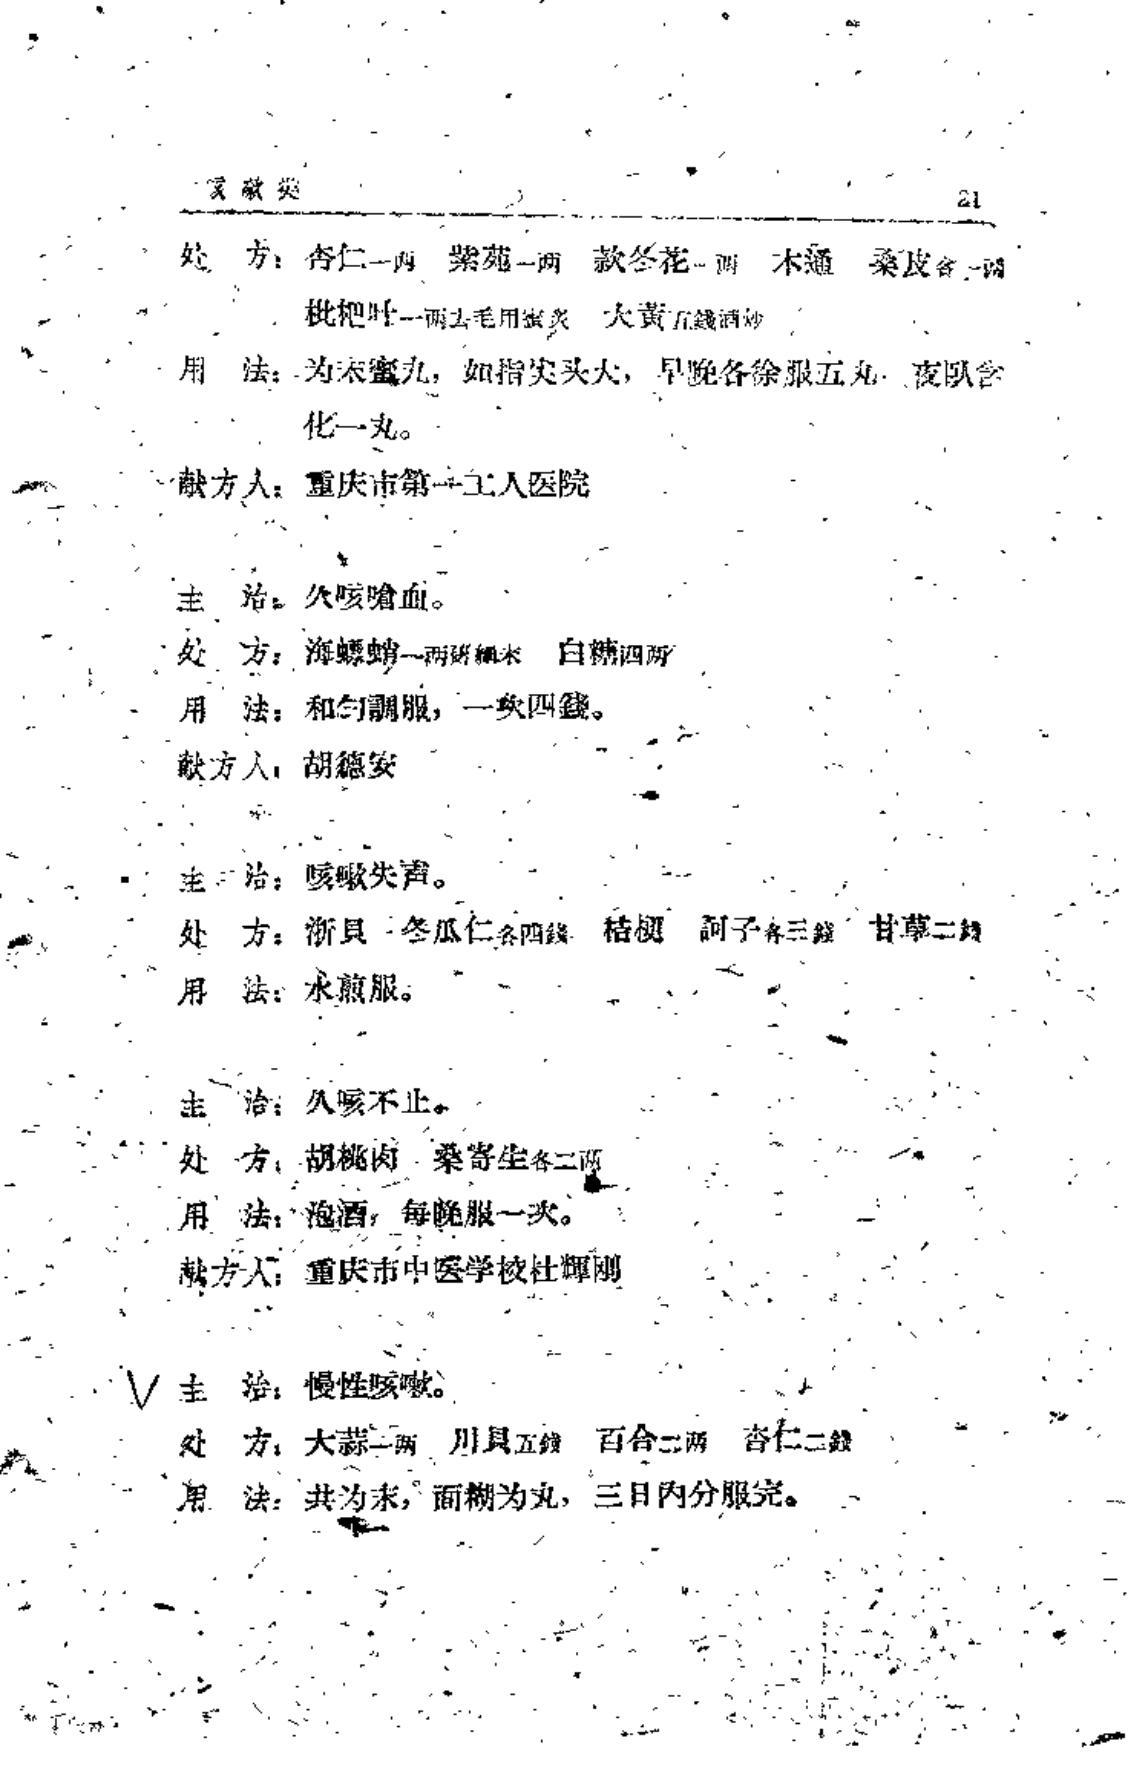 咳嗽类 21
处 方：杏仁一两 紫苑一两 款冬花一两 木通 桑皮各一两
枇杷叶一两去毛用蜜炙 大黃五錢酒炒
用 法：为末蜜丸，如指尖头大，早晚各徐服五丸 夜臥含
化一丸。
献方人：重庆市第一工人医院
主 治：久咳嗆血。
处 方：海螵蛸一两硏細末 白糖四两
用 法：和匀調服，一次四錢。
献方人：胡德安
主 治：咳嗽失声。
处 方：浙貝 冬瓜仁各四錢 桔梗 訶子各三錢 甘草二錢
用 法：水煎服。
主 治：久咳不止。
处 方：胡桃肉 桑寄生各二两
用 法：泡酒，每晚服一次。
献方人：重庆市中医学校杜輝刚
主 治：慢性咳嗽。
处 方：大蒜一两 川貝五錢 百合二两 杏仁二錢
用 法：共为末，面糊为丸，三日內分服完。